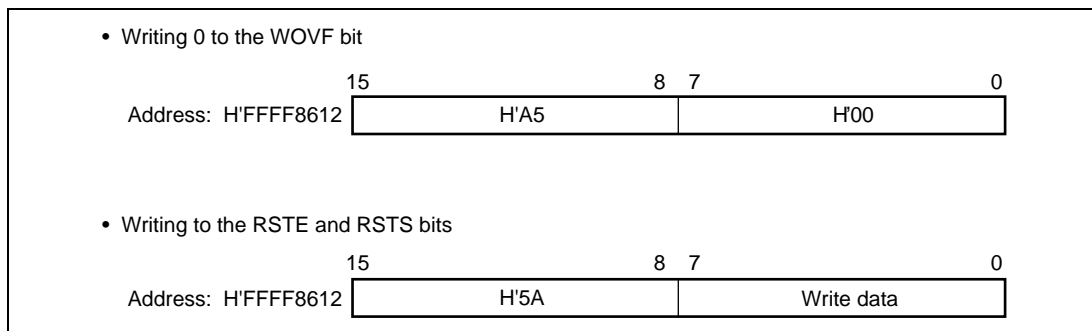 • Writing 0 to the WOVF bit
15 8 7 0
Address: H'FFFF8612 H'A5 H'00
• Writing to the RSTE and RSTS bits
15 8 7 0
Address: H'FFFF8612 H'5A Write data